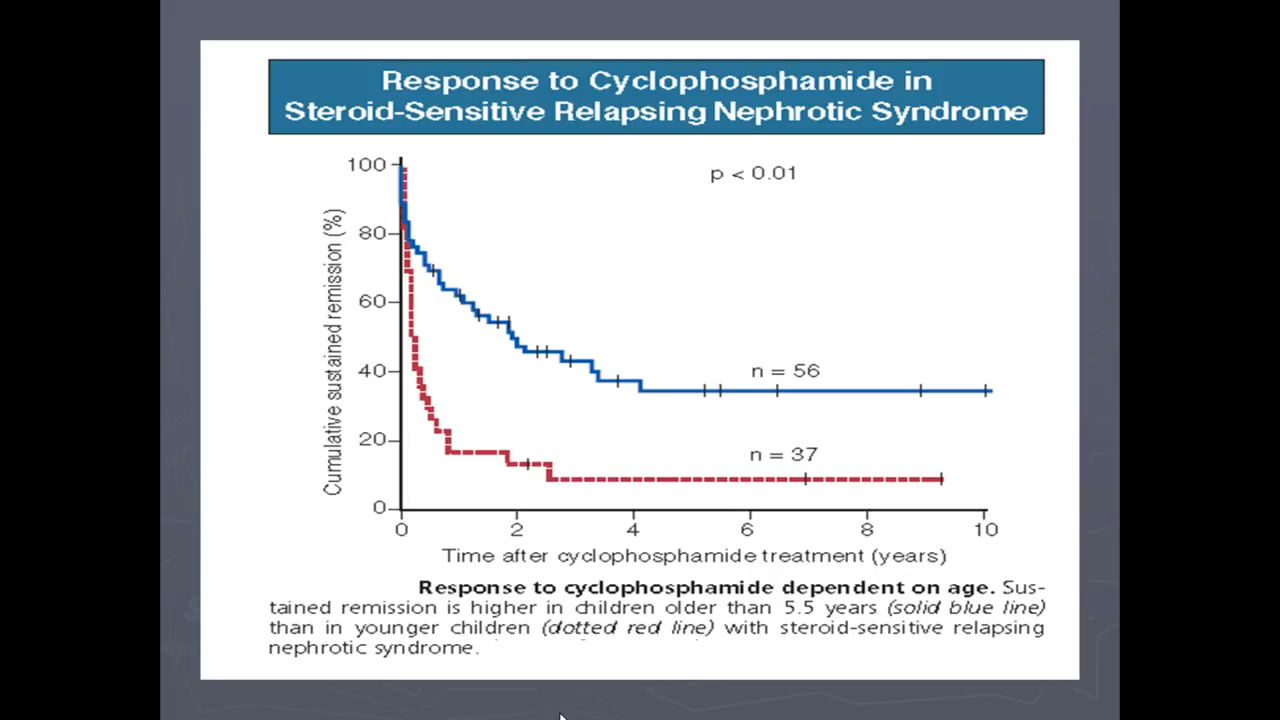 Response to Cyclophosphamide in
Steroid-Sensitive Relapsing Nephrotic Syndrome
100
p < 0.01
80
60
Cumulative sustained remission (%)
40
n = 56
20
n = 37
0
0 2 4 6 8 10
Time after cyclophosphamide treatment (years)
Response to cyclophosphamide dependent on age. Sus-
tained remission is higher in children older than 5.5 years (solid blue line)
than in younger children (dotted red line) with steroid-sensitive relapsing
nephrotic syndrome.